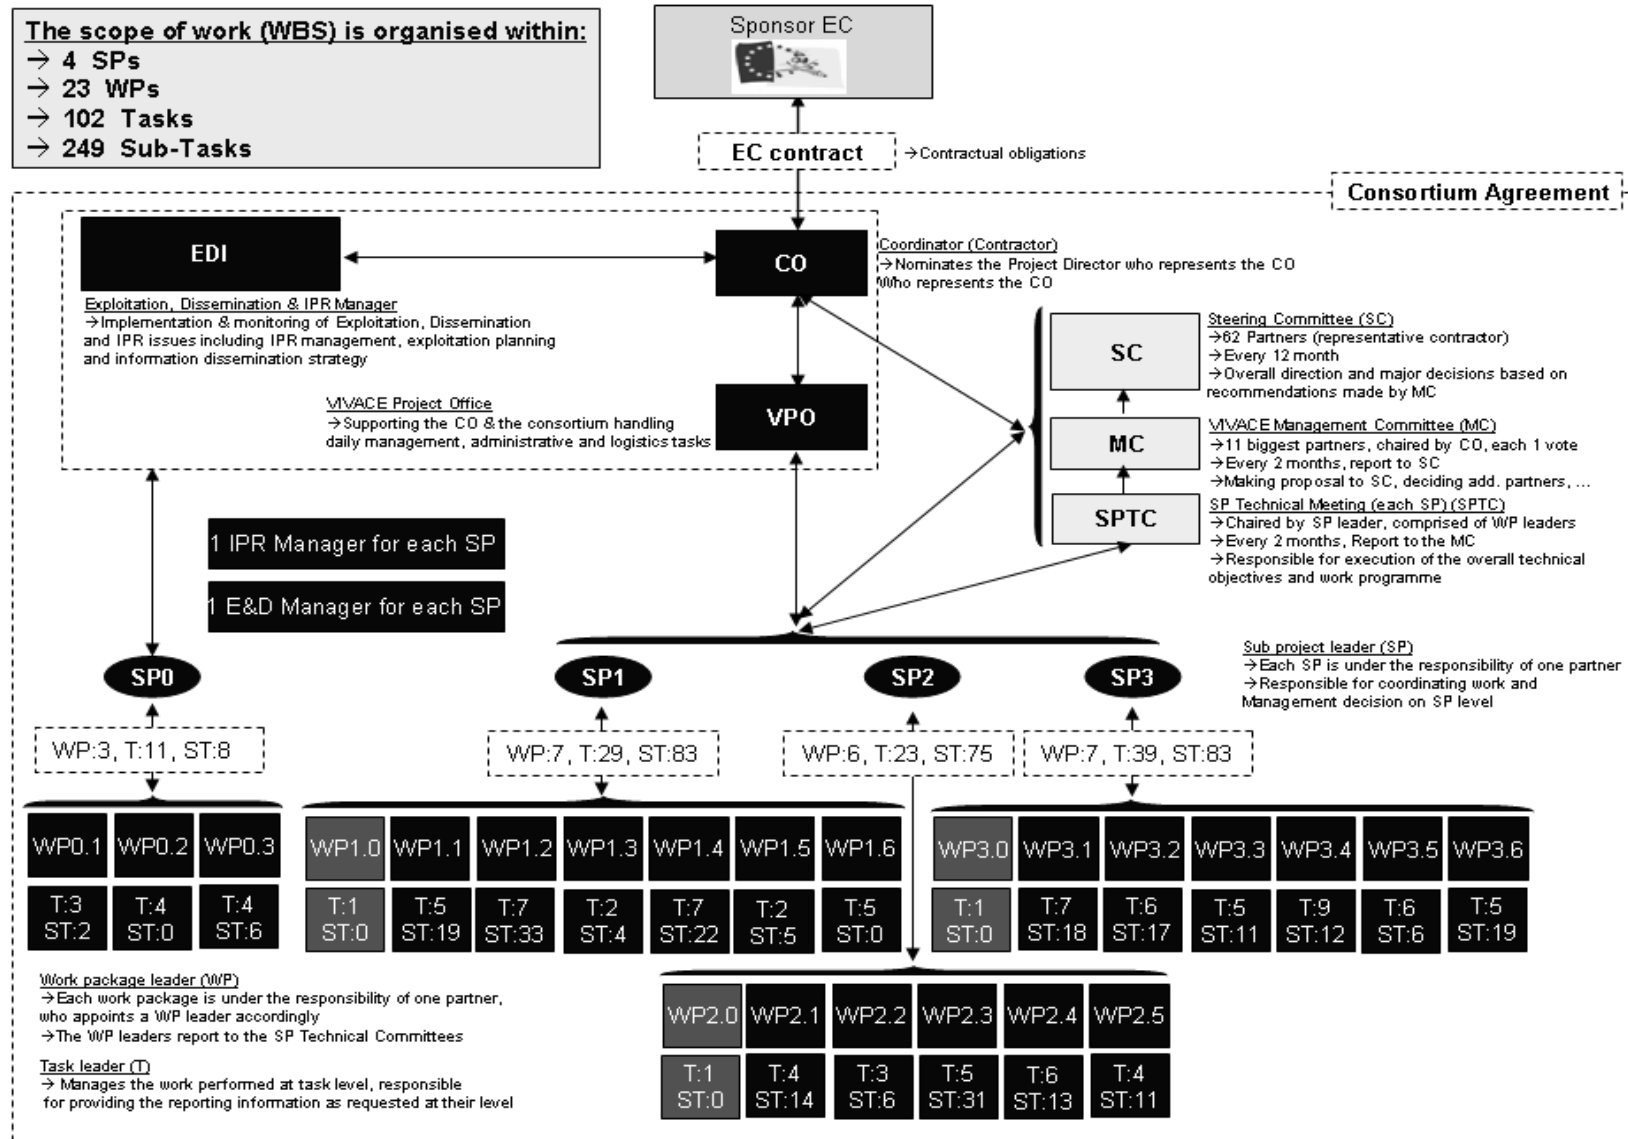 The scope of work (WBS) is organised within:
→ 4 SPs
→ 23 WPs
→ 102 Tasks
→ 249 Sub-Tasks
Sponsor EC
EC contract
→Contractual obligations
Consortium Agreement
EDI
CO
Coordinator (Contractor)
→Nominates the Project Director who represents the CO
Who represents the CO
Exploitation, Dissemination & IPR Manager
→Implementation & monitoring of Exploitation, Dissemination
and IPR issues including IPR management, exploitation planning
and information dissemination strategy
VIVACE Project Office
→Supporting the CO & the consortium handling
daily management, administrative and logistics tasks
VPO
SC
Steering Committee (SC)
→62 Partners (representative contractor)
→Every 12 month
→Overall direction and major decisions based on
recommendations made by MC
MC
VIVACE Management Committee (MC)
→11 biggest partners, chaired by CO, each 1 vote
→Every 2 months, report to SC
→Making proposal to SC, deciding add. partners, ...
SPTC
SP Technical Meeting (each SP) (SPTC)
→Chaired by SP leader, comprised of WP leaders
→Every 2 months, Report to the MC
→Responsible for execution of the overall technical
objectives and work programme
1 IPR Manager for each SP
1 E&D Manager for each SP
SP0
SP1
SP2
SP3
Sub project leader (SP)
→Each SP is under the responsibility of one partner
→Responsible for coordinating work and
Management decision on SP level
WP:3, T:11, ST:8
WP:7, T:29, ST:83
WP:6, T:23, ST:75
WP:7, T:39, ST:83
WP0.1 WP0.2 WP0.3
T:3 T:4 T:4
ST:2 ST:0 ST:6
WP1.0 WP1.1 WP1.2 WP1.3 WP1.4 WP1.5 WP1.6
T:1 T:5 T:7 T:2 T:7 T:2 T:5
ST:0 ST:19 ST:33 ST:4 ST:22 ST:5 ST:0
WP3.0 WP3.1 WP3.2 WP3.3 WP3.4 WP3.5 WP3.6
T:1 T:7 T:6 T:5 T:9 T:6 T:5
ST:0 ST:18 ST:17 ST:11 ST:12 ST:6 ST:19
Work package leader (WP)
→Each work package is under the responsibility of one partner,
who appoints a WP leader accordingly
→The WP leaders report to the SP Technical Committees
Task leader (T)
→ Manages the work performed at task level, responsible
for providing the reporting information as requested at their level
WP2.0 WP2.1 WP2.2 WP2.3 WP2.4 WP2.5
T:1 T:4 T:3 T:5 T:6 T:4
ST:0 ST:14 ST:6 ST:31 ST:13 ST:11